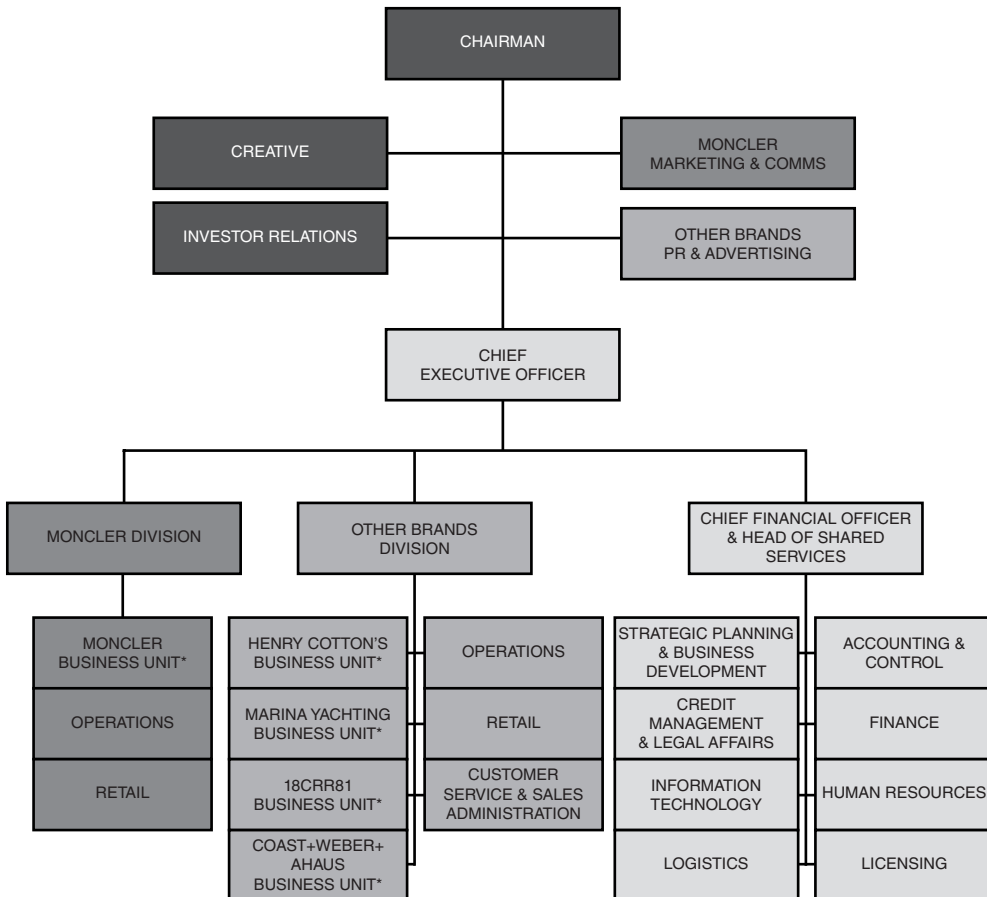 CHAIRMAN
CREATIVE
MONCLER
MARKETING & COMMS
INVESTOR RELATIONS
OTHER BRANDS
PR & ADVERTISING
CHIEF
EXECUTIVE OFFICER
MONCLER DIVISION
OTHER BRANDS
DIVISION
CHIEF FINANCIAL OFFICER
& HEAD OF SHARED
SERVICES
MONCLER
BUSINESS UNIT*
OPERATIONS
RETAIL
HENRY COTTON'S
BUSINESS UNIT*
MARINA YACHTING
BUSINESS UNIT*
18CRR81
BUSINESS UNIT*
COAST+WEBER+
AHAUS
BUSINESS UNIT*
OPERATIONS
RETAIL
CUSTOMER
SERVICE & SALES
ADMINISTRATION
STRATEGIC PLANNING
& BUSINESS
DEVELOPMENT
CREDIT
MANAGEMENT
& LEGAL AFFAIRS
INFORMATION
TECHNOLOGY
LOGISTICS
ACCOUNTING &
CONTROL
FINANCE
HUMAN RESOURCES
LICENSING